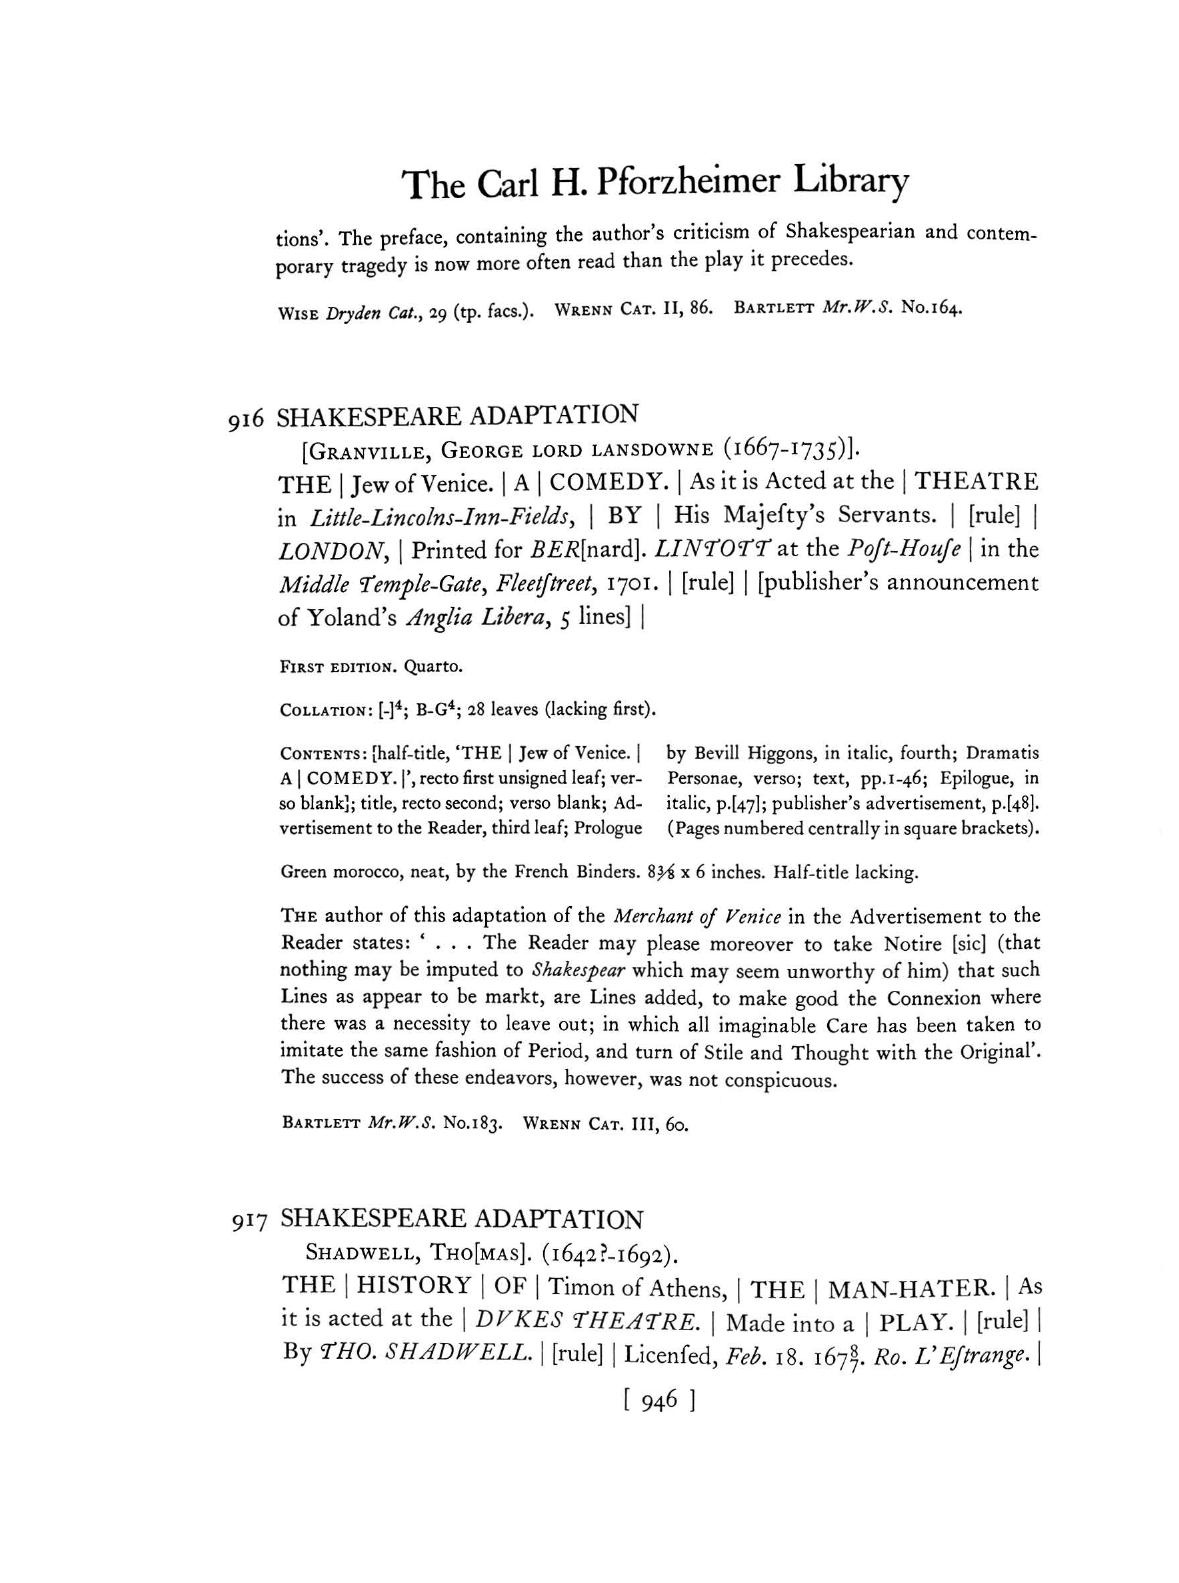 The Carl H. Pforzheimer Library
tions’. The preface, containing the author’s criticism of Shakespearian and contem-
porary tragedy is now more often read than the play it precedes.
Wise Dryden Cat., 29 (tp. facs.). Wrenn Cat. II, 86. Bartlett Mr.W.S. No.164.
916 SHAKESPEARE ADAPTATION
[Granville, George lord lansdowne (1667-1735)].
THE | Jew of Venice. | A | COMEDY. | As it is Acted at the | THEATRE
in Little-Lincolns-Inn-Fields, | BY | His Majeſty’s Servants. | [rule] |
LONDON, | Printed for BER[nard]. LINTOTT at the Poſt-Houſe | in the
Middle Temple-Gate, Fleetſtreet, 1701. | [rule] | [publisher’s announcement
of Yoland’s Anglia Libera, 5 lines] |
First edition. Quarto.
Collation: [-]⁴; B-G⁴; 28 leaves (lacking first).
Contents: [half-title, ‘THE | Jew of Venice. |
A | COMEDY. |’, recto first unsigned leaf; ver-
so blank]; title, recto second; verso blank; Ad-
vertisement to the Reader, third leaf; Prologue
by Bevill Higgons, in italic, fourth; Dramatis
Personae, verso; text, pp.1-46; Epilogue, in
italic, p.[47]; publisher’s advertisement, p.[48].
(Pages numbered centrally in square brackets).
Green morocco, neat, by the French Binders. 8⅜ x 6 inches. Half-title lacking.
The author of this adaptation of the Merchant of Venice in the Advertisement to the
Reader states: ‘ . . . The Reader may please moreover to take Notire [sic] (that
nothing may be imputed to Shakespear which may seem unworthy of him) that such
Lines as appear to be markt, are Lines added, to make good the Connexion where
there was a necessity to leave out; in which all imaginable Care has been taken to
imitate the same fashion of Period, and turn of Stile and Thought with the Original’.
The success of these endeavors, however, was not conspicuous.
Bartlett Mr.W.S. No.183. Wrenn Cat. III, 60.
917 SHAKESPEARE ADAPTATION
Shadwell, Tho[mas]. (1642?-1692).
THE | HISTORY | OF | Timon of Athens, | THE | MAN-HATER. | As
it is acted at the | DVKES THEATRE. | Made into a | PLAY. | [rule] |
By THO. SHADWELL. | [rule] | Licenſed, Feb. 18. 167⅞. Ro. L’Eſtrange. |
[ 946 ]